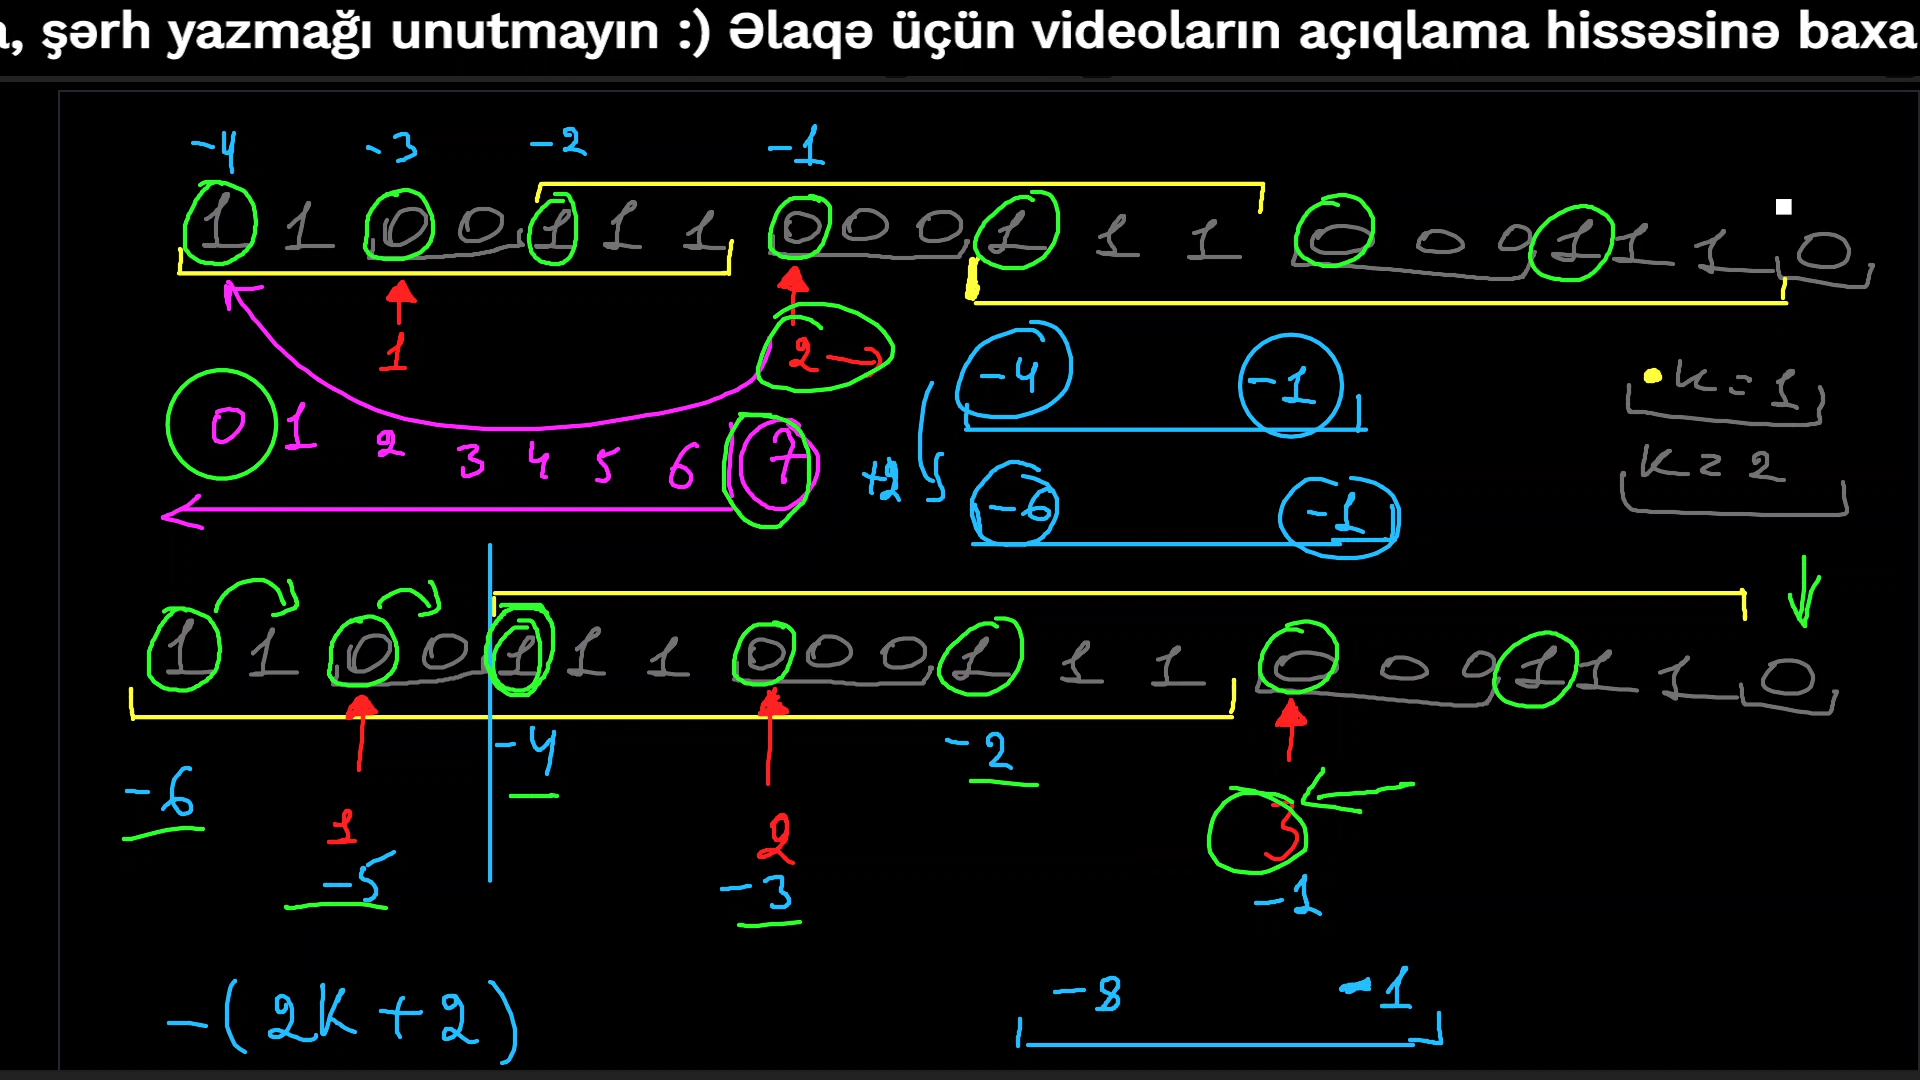 , şərh yazmağı unutmayın :) Əlaqə üçün videoların açıqlama hissəsinə baxa
-4 -3 -2 -1
1 1 0 0 1 1 1 0 0 0 1 1 1 0 0 0 1 1 1 0
1 2
-4 -1
k = 1
0 1 2 3 4 5 6 7
+2
k = 2
-6 -1
1 1 0 0 1 1 1 0 0 0 1 1 1 0 0 0 1 1 1 0
-4 -2
-6
1 2 3
-5 -3 -1
-(2k+2)
-8 -1